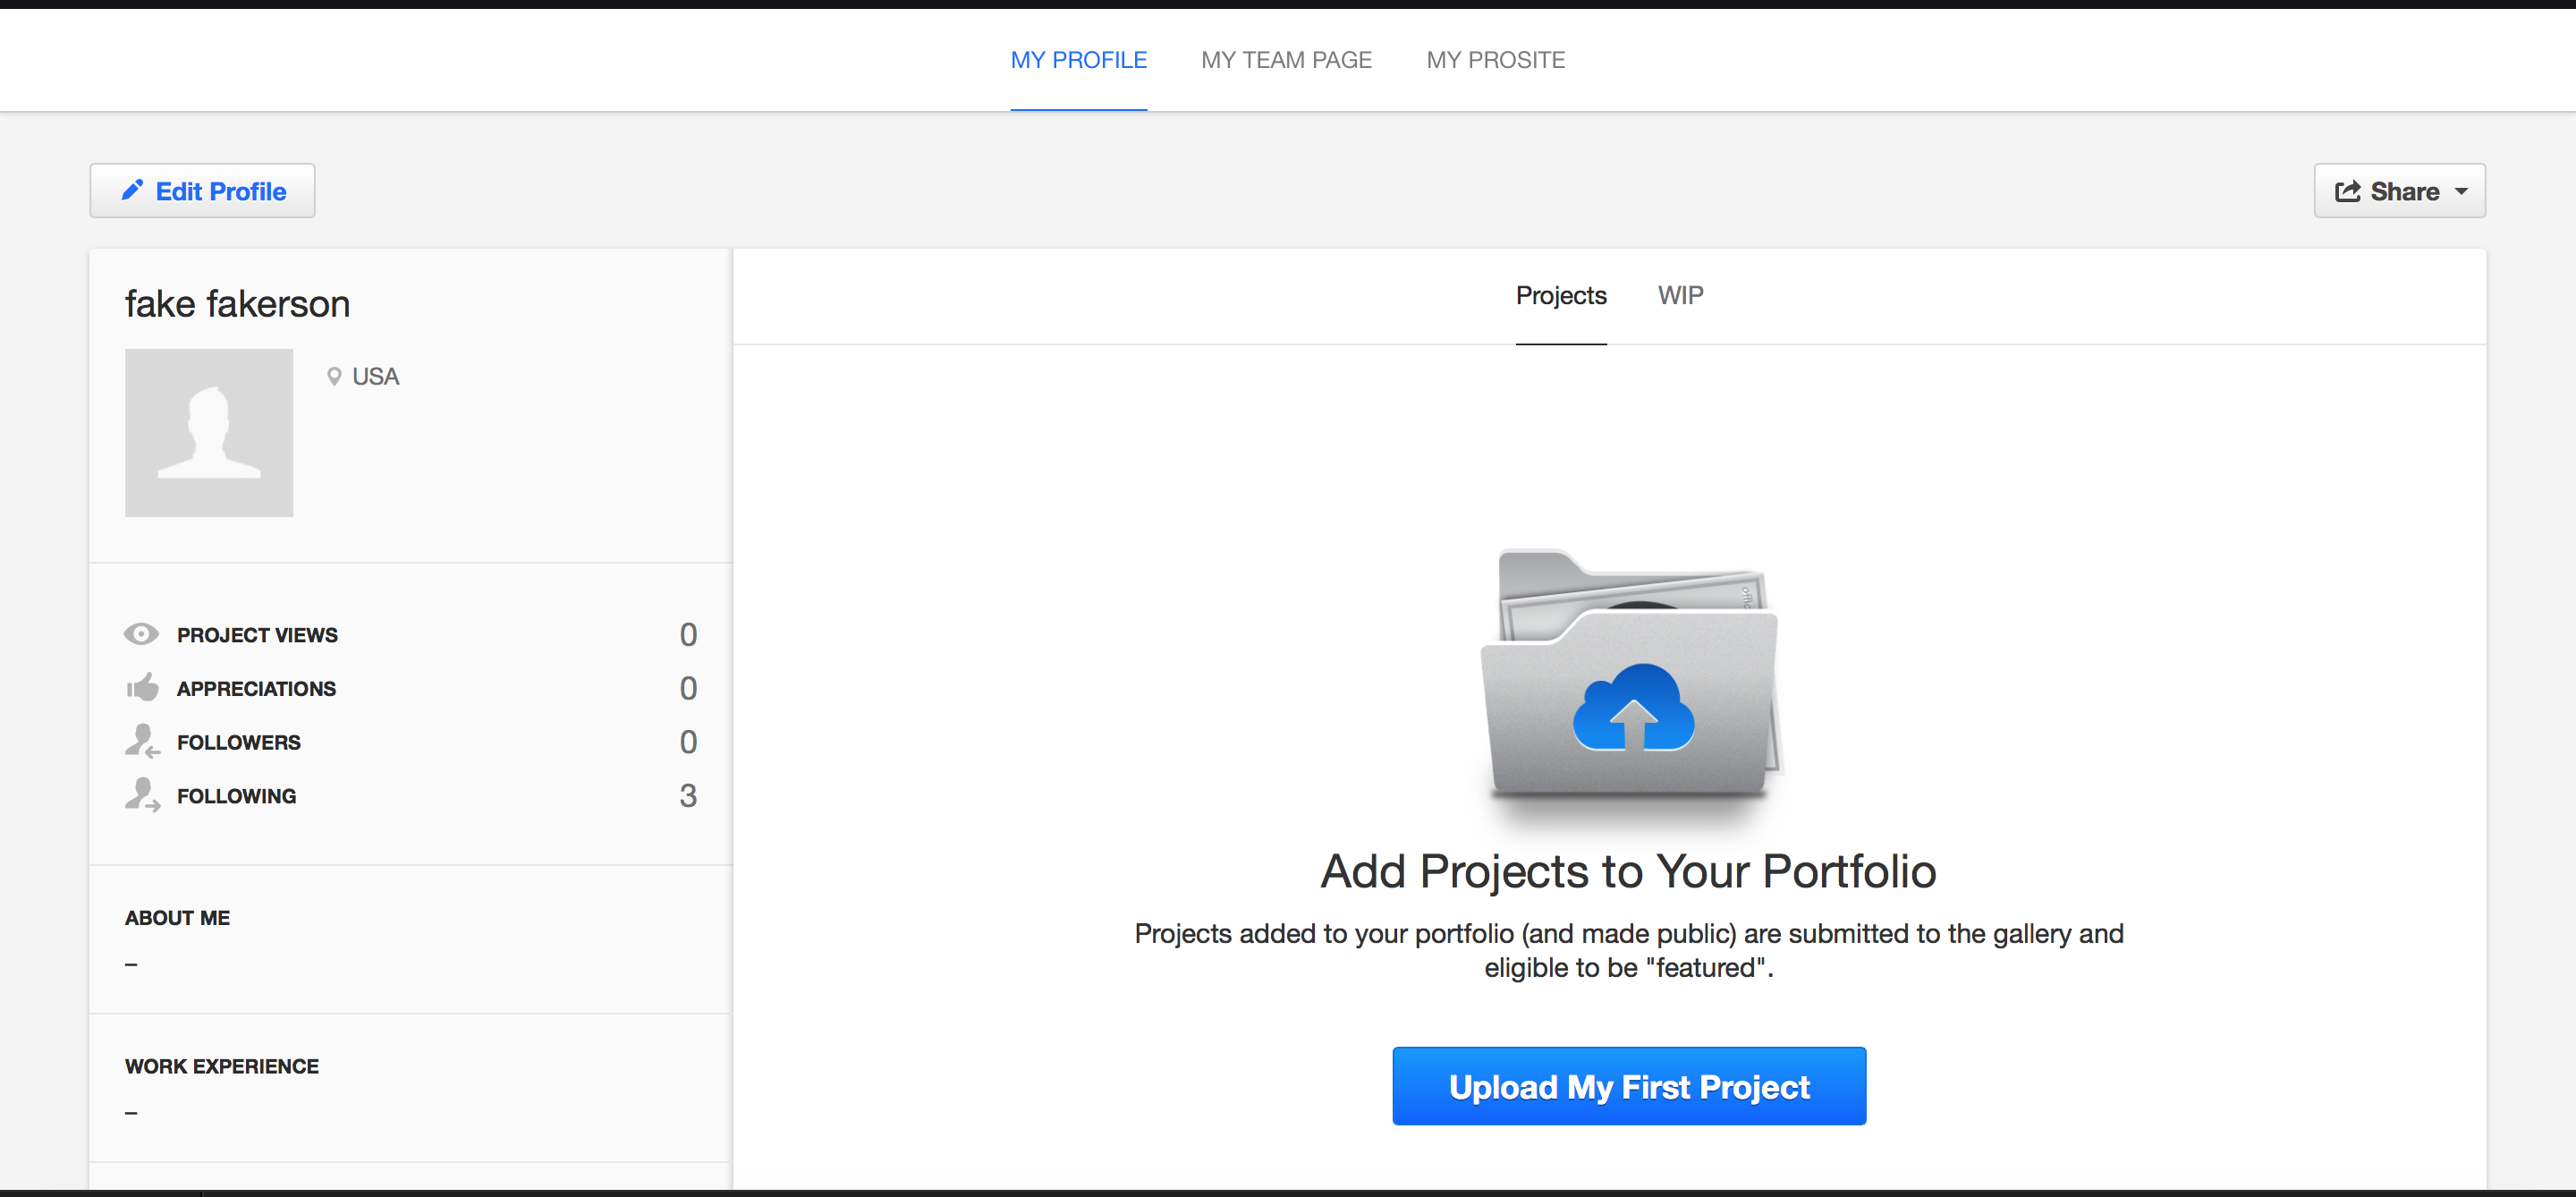 MY PROFILE MY TEAM PAGE MY PROSITE
Edit Profile
Share
fake fakerson
USA
PROJECT VIEWS 0
APPRECIATIONS 0
FOLLOWERS 0
FOLLOWING 3
ABOUT ME
–
WORK EXPERIENCE
–
Projects WIP
Add Projects to Your Portfolio
Projects added to your portfolio (and made public) are submitted to the gallery and
eligible to be "featured".
Upload My First Project